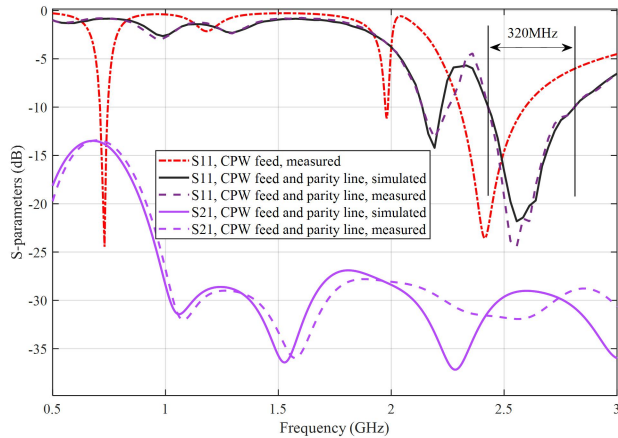 0
-5
-10
-15
-20
-25
-30
-35
S-parameters (dB)
320MHz
S11, CPW feed, measured
S11, CPW feed and parity line, simulated
S11, CPW feed and parity line, measured
S21, CPW feed and parity line, simulated
S21, CPW feed and parity line, measured
0.5
1
1.5
2
2.5
3
Frequency (GHz)